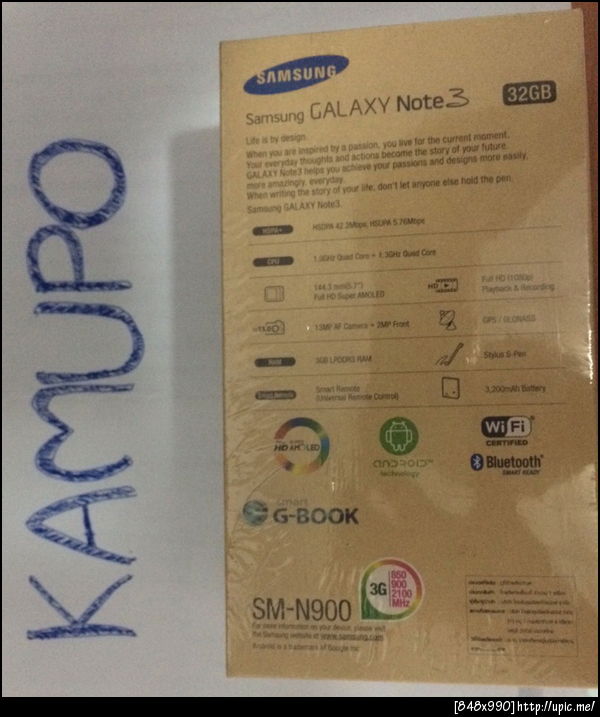 KAMUPO
SAMSUNG
Samsung GALAXY Note3 32GB
Life is by design.
When you are inspired by a passion, you live for the current moment.
Your everyday thoughts and actions become the story of your future.
GALAXY Note3 helps you achieve your passions and designs more easily,
more amazingly, everyday.
When writing the story of your life, don't let anyone else hold the pen.
Samsung GALAXY Note3.
HSPA+ HSDPA 42.2Mbps, HSUPA 5.76Mbps
CPU 1.9GHz Quad Core + 1.3GHz Quad Core
144.3 mm(5.7")
Full HD Super AMOLED
HD Full HD (1080p)
Playback & Recording
13MP AF Camera + 2MP Front
GPS / GLONASS
RAM 3GB LPDDR3 RAM
Stylus S-Pen
Smart Remote
(Universal Remote Control)
3,200mAh Battery
HD AMOLED
ANDROID™
technology
Wi Fi®
CERTIFIED
Bluetooth®
SMART READY
smart
G-BOOK
SM-N900
3G 850
900
2100
MHz
For more information on your device, please visit
the Samsung website at www.samsung.com
Android is a trademark of Google Inc.
[848x990]http://upic.me/